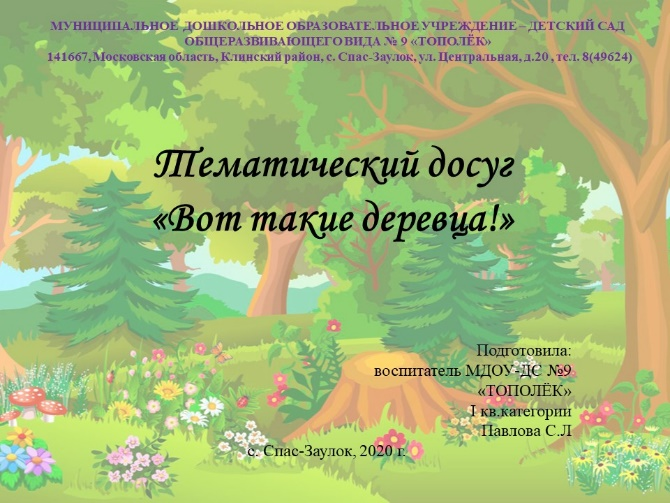 МУНИЦИПАЛЬНОЕ ДОШКОЛЬНОЕ ОБРАЗОВАТЕЛЬНОЕ УЧРЕЖДЕНИЕ – ДЕТСКИЙ САД
ОБЩЕРАЗВИВАЮЩЕГО ВИДА № 9 «ТОПОЛЁК»
141667, Московская область, Клинский район, с. Спас-Заулок, ул. Центральная, д.20 , тел. 8(49624)
Тематический досуг
«Вот такие деревца!»
Подготовила:
воспитатель МДОУ-ДС №9
«ТОПОЛЁК»
I кв.категории
Павлова С.Л
с. Спас-Заулок, 2020 г.